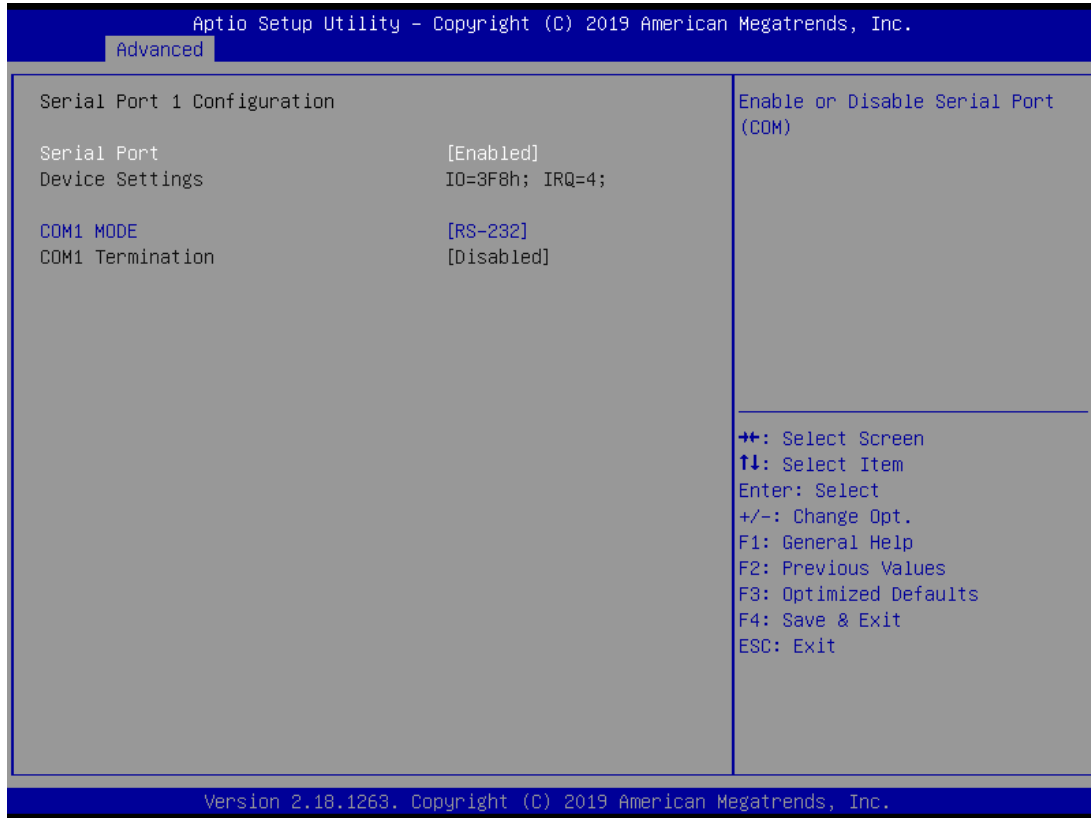 Aptio Setup Utility – Copyright (C) 2019 American Megatrends, Inc.
Advanced
Serial Port 1 Configuration
Serial Port [Enabled]
Device Settings IO=3F8h; IRQ=4;
COM1 MODE [RS-232]
COM1 Termination [Disabled]
Enable or Disable Serial Port
(COM)
→←: Select Screen
↑↓: Select Item
Enter: Select
+/-: Change Opt.
F1: General Help
F2: Previous Values
F3: Optimized Defaults
F4: Save & Exit
ESC: Exit
Version 2.18.1263. Copyright (C) 2019 American Megatrends, Inc.